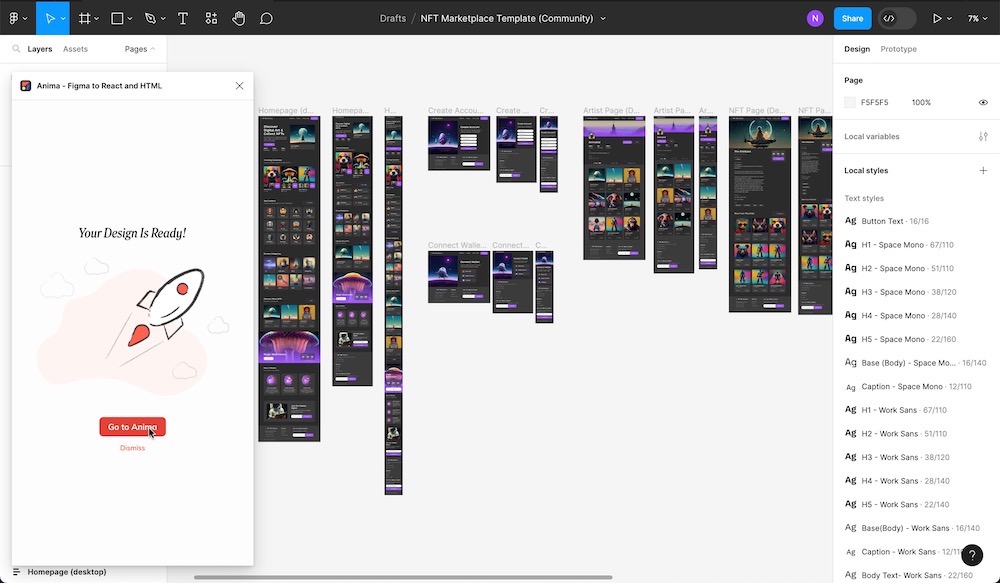 Drafts / NFT Marketplace Template (Community)
N
Share
7%
Layers
Assets
Pages
Design
Prototype
Anima - Figma to React and HTML
Your Design Is Ready!
Go to Anima
Dismiss
Homepage (desktop)
Homepage (d...
Homepa...
H...
Create Accou...
Create ...
Cr...
Artist Page (D...
Artist Pa...
Ar...
NFT Page (De...
NFT Pa...
Connect Walle...
Connect...
C...
Page
F5F5F5 100%
Local variables
Local styles
Text styles
Ag Button Text · 16/16
Ag H1 - Space Mono · 67/110
Ag H2 - Space Mono · 51/110
Ag H3 - Space Mono · 38/120
Ag H4 - Space Mono · 28/140
Ag H5 - Space Mono · 22/160
Ag Base (Body) - Space Mo... · 16/140
Ag Caption - Space Mono · 12/110
Ag H1 - Work Sans · 67/110
Ag H2 - Work Sans · 51/110
Ag H3 - Work Sans · 38/120
Ag H4 - Work Sans · 28/140
Ag H5 - Work Sans · 22/140
Ag Base(Body) - Work Sans · 16/140
Ag Caption - Work Sans
Ag Body Text- Work Sans · 22/160
?